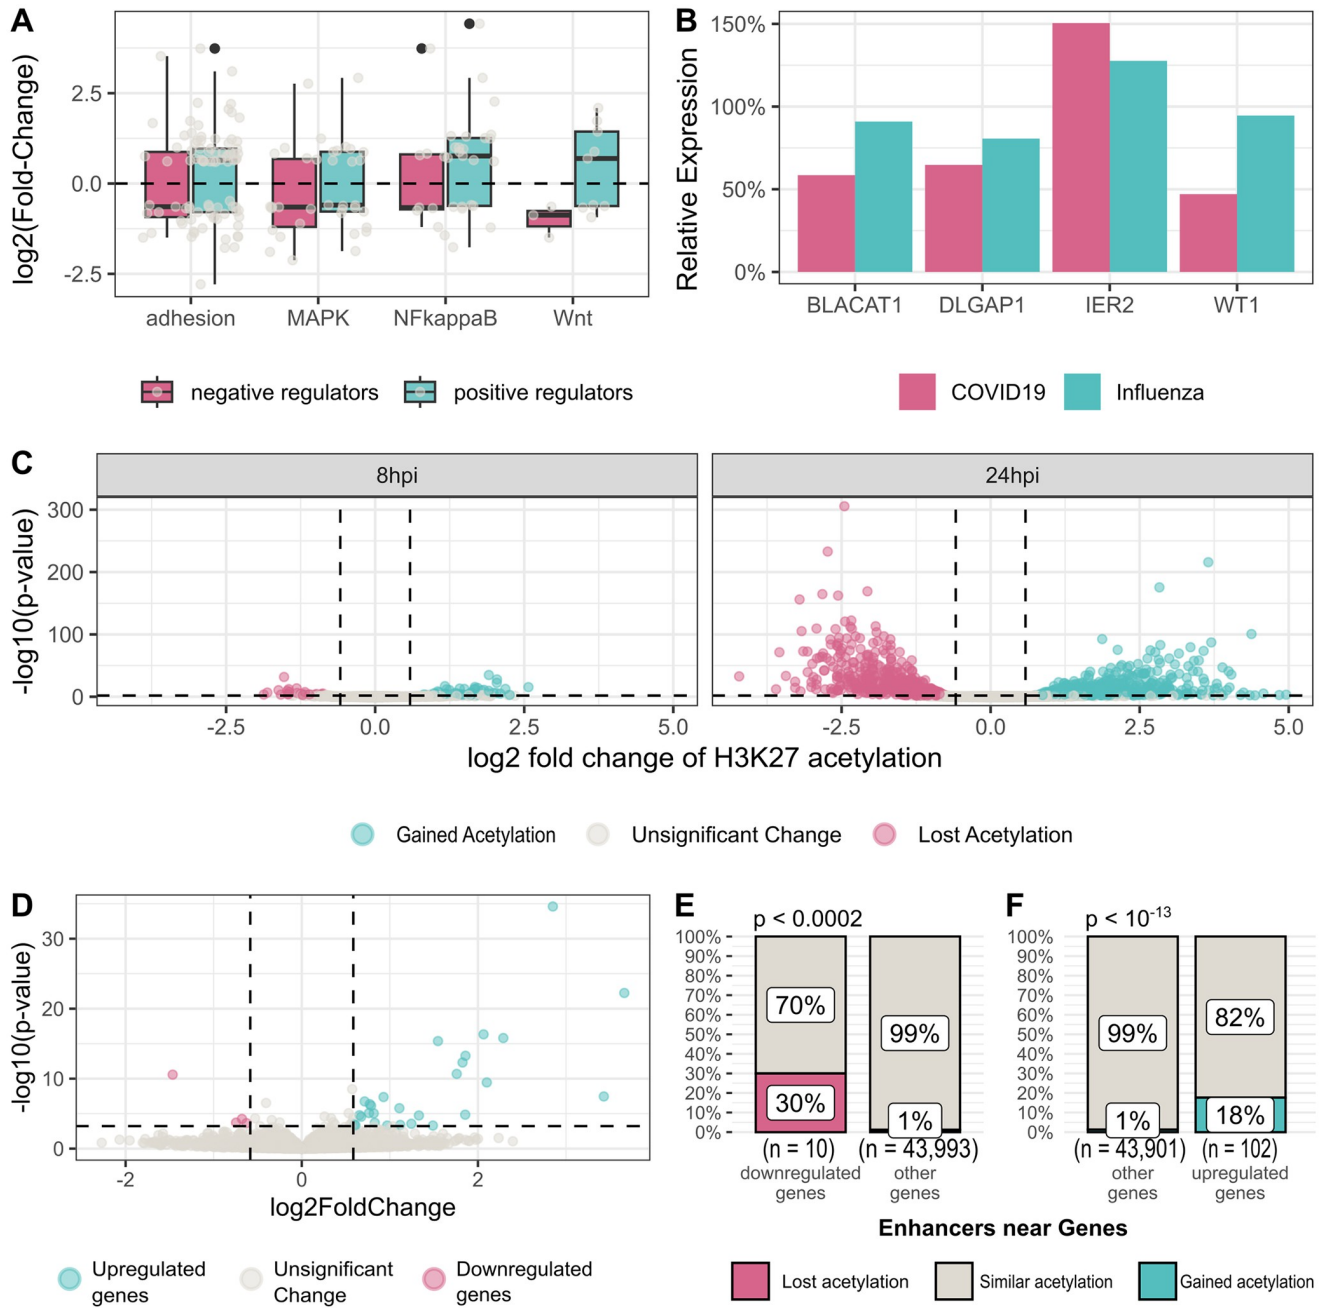 A
log2(Fold-Change)
2.5
0.0
-2.5
adhesion MAPK NFkappaB Wnt
negative regulators positive regulators
B
Relative Expression
150%
100%
50%
0%
BLACAT1 DLGAP1 IER2 WT1
COVID19 Influenza
C
8hpi 24hpi
-log10(p-value)
300
200
100
0
-2.5 0.0 2.5 5.0 -2.5 0.0 2.5 5.0
log2 fold change of H3K27 acetylation
Gained Acetylation Unsignificant Change Lost Acetylation
D
-log10(p-value)
30
20
10
0
-2 0 2
log2FoldChange
Upregulated genes
Unsignificant Change
Downregulated genes
E
p < 0.0002
100%
90%
80%
70%
60%
50%
40%
30%
20%
10%
0%
70%
30%
99%
1%
(n = 10) (n = 43,993)
downregulated genes
other genes
F
p < 10-13
100%
90%
80%
70%
60%
50%
40%
30%
20%
10%
0%
99%
1%
82%
18%
(n = 43,901) (n = 102)
other genes
upregulated genes
Enhancers near Genes
Lost acetylation Similar acetylation Gained acetylation